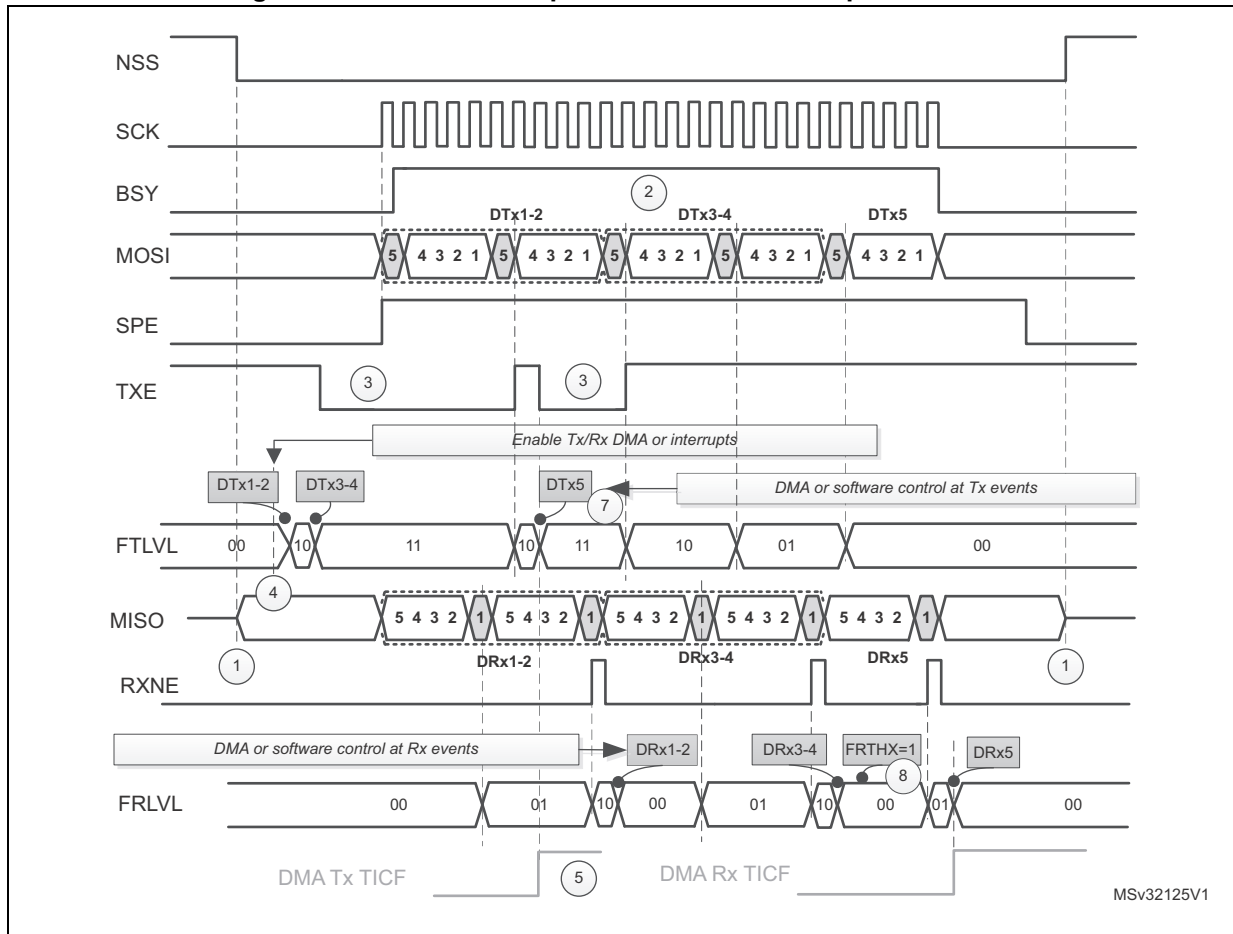 NSS
SCK
BSY
2
DTx1-2 DTx3-4 DTx5
MOSI 5 4 3 2 1 5 4 3 2 1 5 4 3 2 1 5 4 3 2 1 5 4 3 2 1
SPE
TXE 3 3
Enable Tx/Rx DMA or interrupts
DTx1-2 DTx3-4 DTx5 DMA or software control at Tx events
7
FTLVL 00 10 11 10 11 10 01 00
4
MISO 5 4 3 2 1 5 4 3 2 1 5 4 3 2 1 5 4 3 2 1 5 4 3 2 1
1 DRx1-2 DRx3-4 DRx5 1
RXNE
DMA or software control at Rx events DRx1-2 DRx3-4 FRTHX=1 DRx5
8
FRLVL 00 01 10 00 01 10 00 01 00
DMA Tx TICF 5 DMA Rx TICF
MSv32125V1